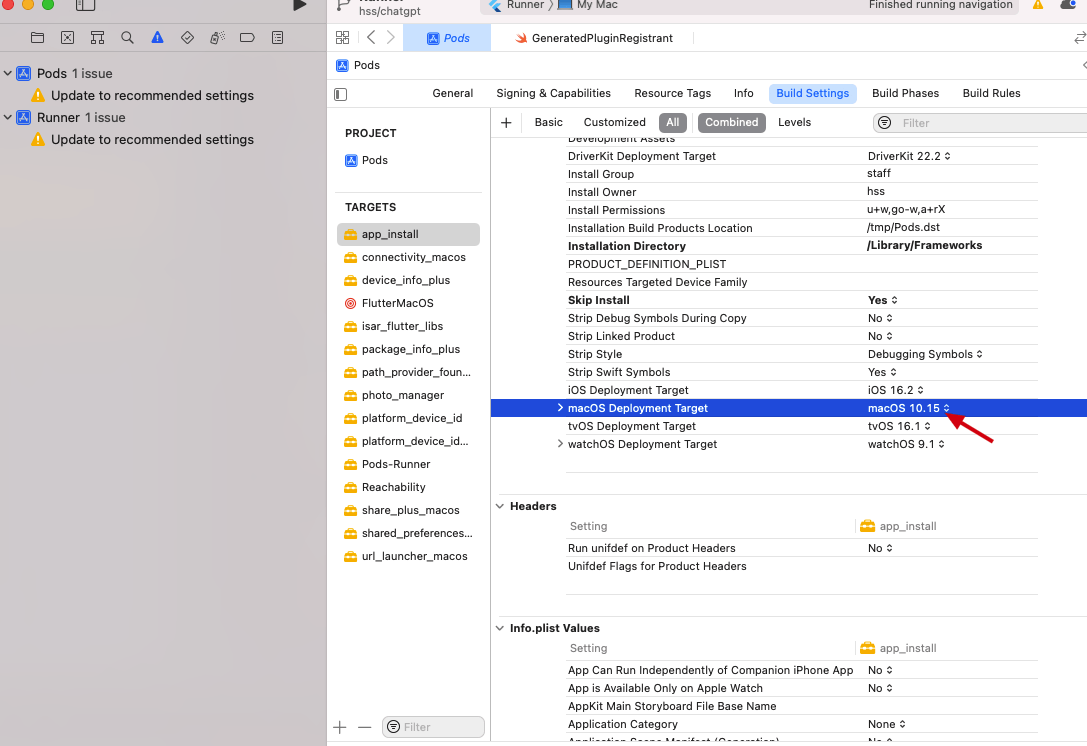 Runner
hss/chatgpt
Runner
My Mac
Finished running navigation
Pods
GeneratedPluginRegistrant
Pods
Pods 1 issue
Update to recommended settings
Runner 1 issue
Update to recommended settings
General
Signing & Capabilities
Resource Tags
Info
Build Settings
Build Phases
Build Rules
Basic
Customized
All
Combined
Levels
Filter
PROJECT
Pods
TARGETS
app_install
connectivity_macos
device_info_plus
FlutterMacOS
isar_flutter_libs
package_info_plus
path_provider_foun...
photo_manager
platform_device_id
platform_device_id...
Pods-Runner
Reachability
share_plus_macos
shared_preferences...
url_launcher_macos
Filter
Development Assets
DriverKit Deployment Target DriverKit 22.2
Install Group staff
Install Owner hss
Install Permissions u+w,go-w,a+rX
Installation Build Products Location /tmp/Pods.dst
Installation Directory /Library/Frameworks
PRODUCT_DEFINITION_PLIST
Resources Targeted Device Family
Skip Install Yes
Strip Debug Symbols During Copy No
Strip Linked Product No
Strip Style Debugging Symbols
Strip Swift Symbols Yes
iOS Deployment Target iOS 16.2
macOS Deployment Target macOS 10.15
tvOS Deployment Target tvOS 16.1
watchOS Deployment Target watchOS 9.1
Headers
Setting app_install
Run unifdef on Product Headers No
Unifdef Flags for Product Headers
Info.plist Values
Setting app_install
App Can Run Independently of Companion iPhone App No
App is Available Only on Apple Watch No
AppKit Main Storyboard File Base Name
Application Category None
Application Scene Manifest (Generation) No